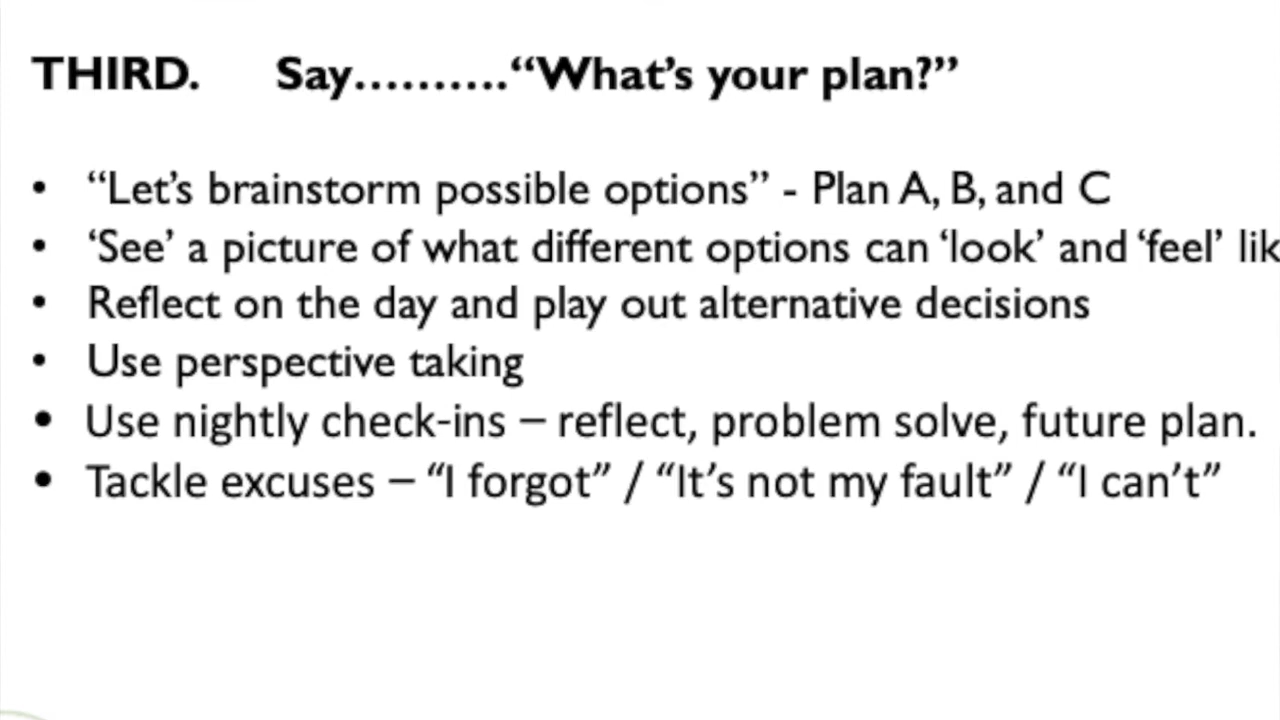 THIRD. Say..........“What’s your plan?”
• “Let’s brainstorm possible options” - Plan A, B, and C
• ‘See’ a picture of what different options can ‘look’ and ‘feel’ lik
• Reflect on the day and play out alternative decisions
• Use perspective taking
• Use nightly check-ins – reflect, problem solve, future plan.
• Tackle excuses – “I forgot” / “It’s not my fault” / “I can’t”